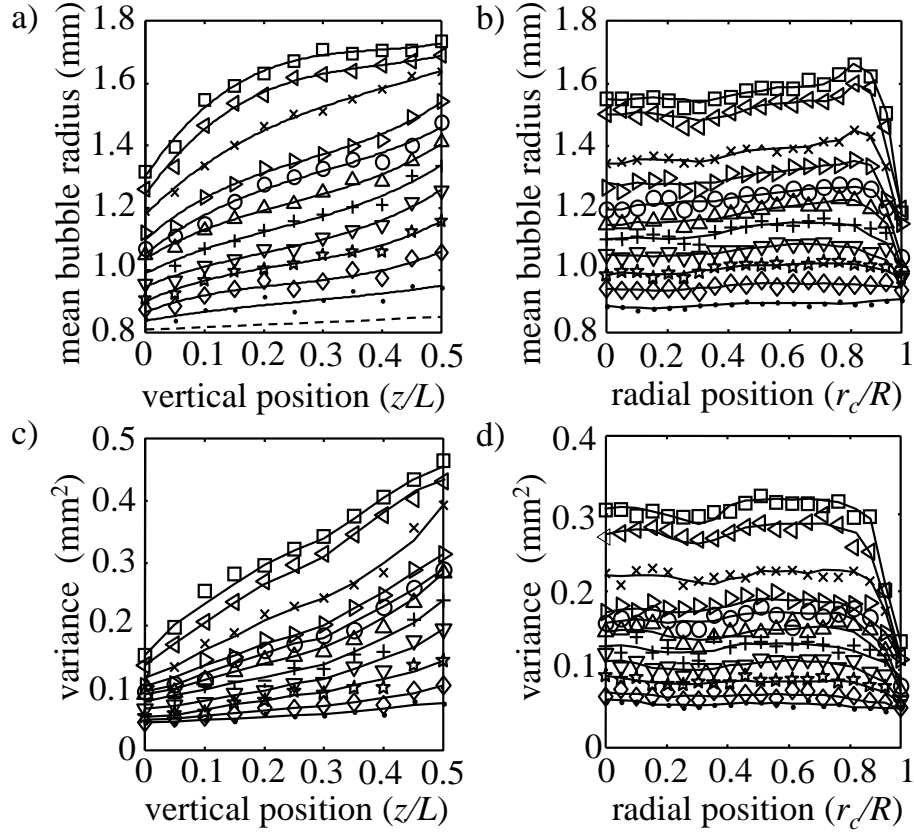 a)
mean bubble radius (mm)
1.8
1.6
1.4
1.2
1.0
0.8
0 0.1 0.2 0.3 0.4 0.5
vertical position (z/L)
b)
mean bubble radius (mm)
1.8
1.6
1.4
1.2
1.0
0.8
0 0.2 0.4 0.6 0.8 1
radial position (r_c/R)
c)
variance (mm²)
0.5
0.4
0.3
0.2
0.1
0
0 0.1 0.2 0.3 0.4 0.5
vertical position (z/L)
d)
variance (mm²)
0.4
0.3
0.2
0.1
0
0 0.2 0.4 0.6 0.8 1
radial position (r_c/R)